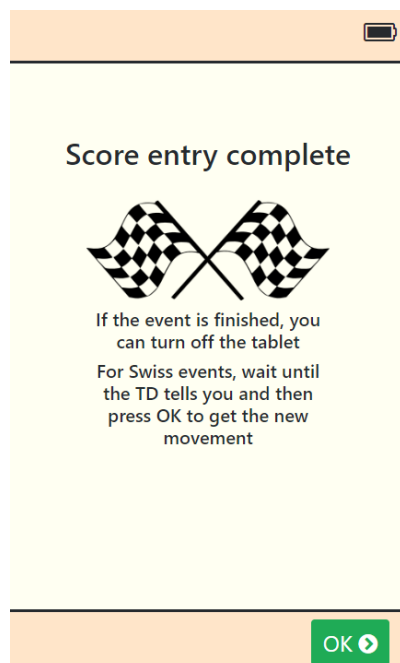 Score entry complete
If the event is finished, you
can turn off the tablet
For Swiss events, wait until
the TD tells you and then
press OK to get the new
movement
OK